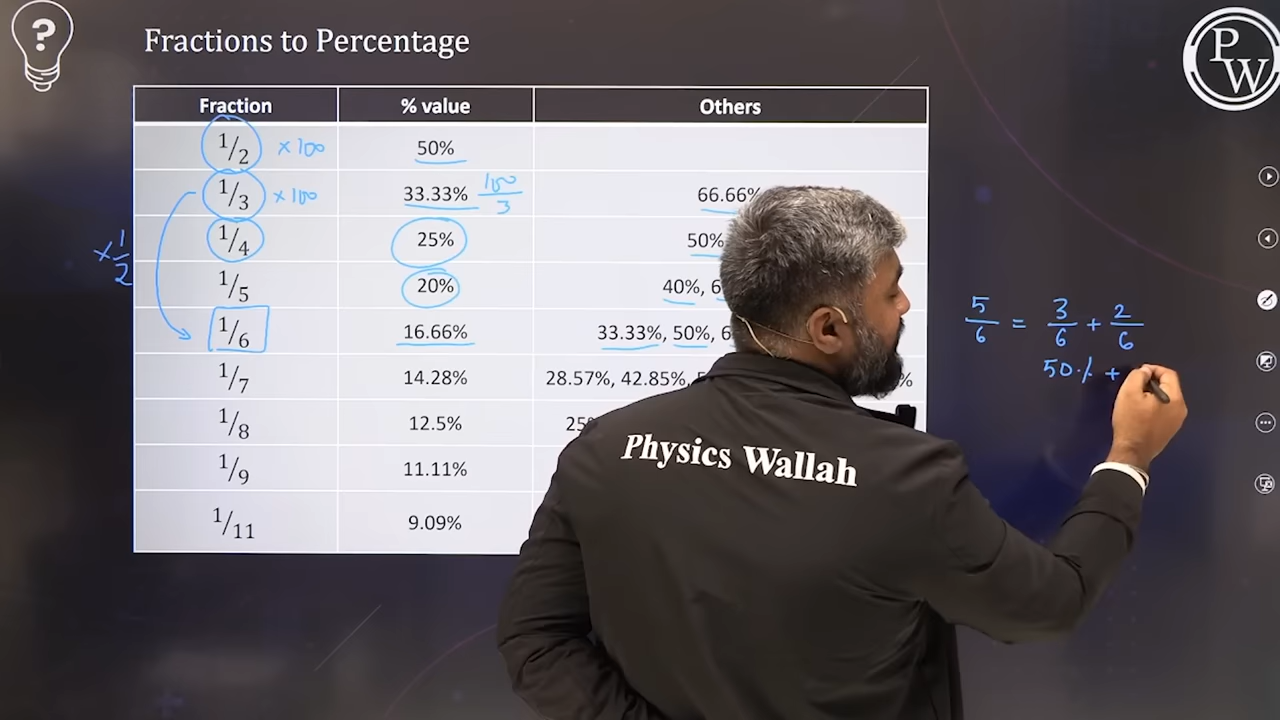 ?
Fractions to Percentage
PW
Fraction % value Others
1/2 ×100 50%
1/3 ×100 33.33% 100/3 66.66%
1/4 25% 50%
×1/2
1/5 20% 40%,
1/6 16.66% 33.33%, 50%,
5/6 = 3/6 + 2/6
50% +
1/7 14.28% 28.57%, 42.85%,
1/8 12.5%
1/9 11.11%
1/11 9.09%
Physics Wallah